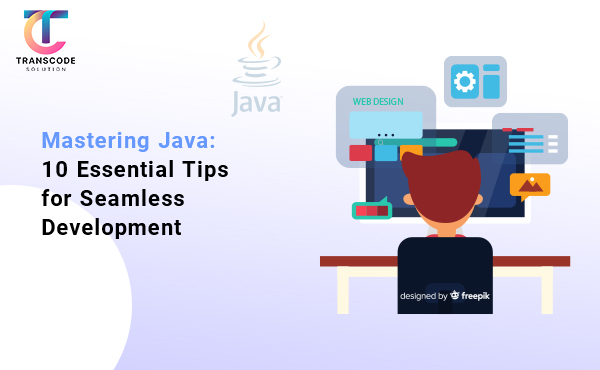 TRANSCODE
SOLUTION
Java
Mastering Java:
10 Essential Tips
for Seamless
Development
WEB DESIGN
designed by freepik